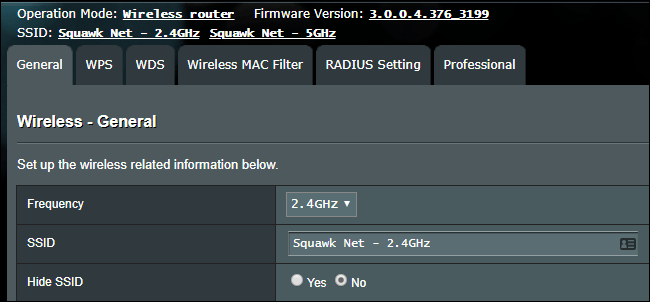 Operation Mode: Wireless router Firmware Version: 3.0.0.4.376_3199
SSID: Squawk Net - 2.4GHz Squawk Net - 5GHz
General WPS WDS Wireless MAC Filter RADIUS Setting Professional
Wireless - General
Set up the wireless related information below.
Frequency 2.4GHz
SSID Squawk Net - 2.4GHz
Hide SSID Yes No